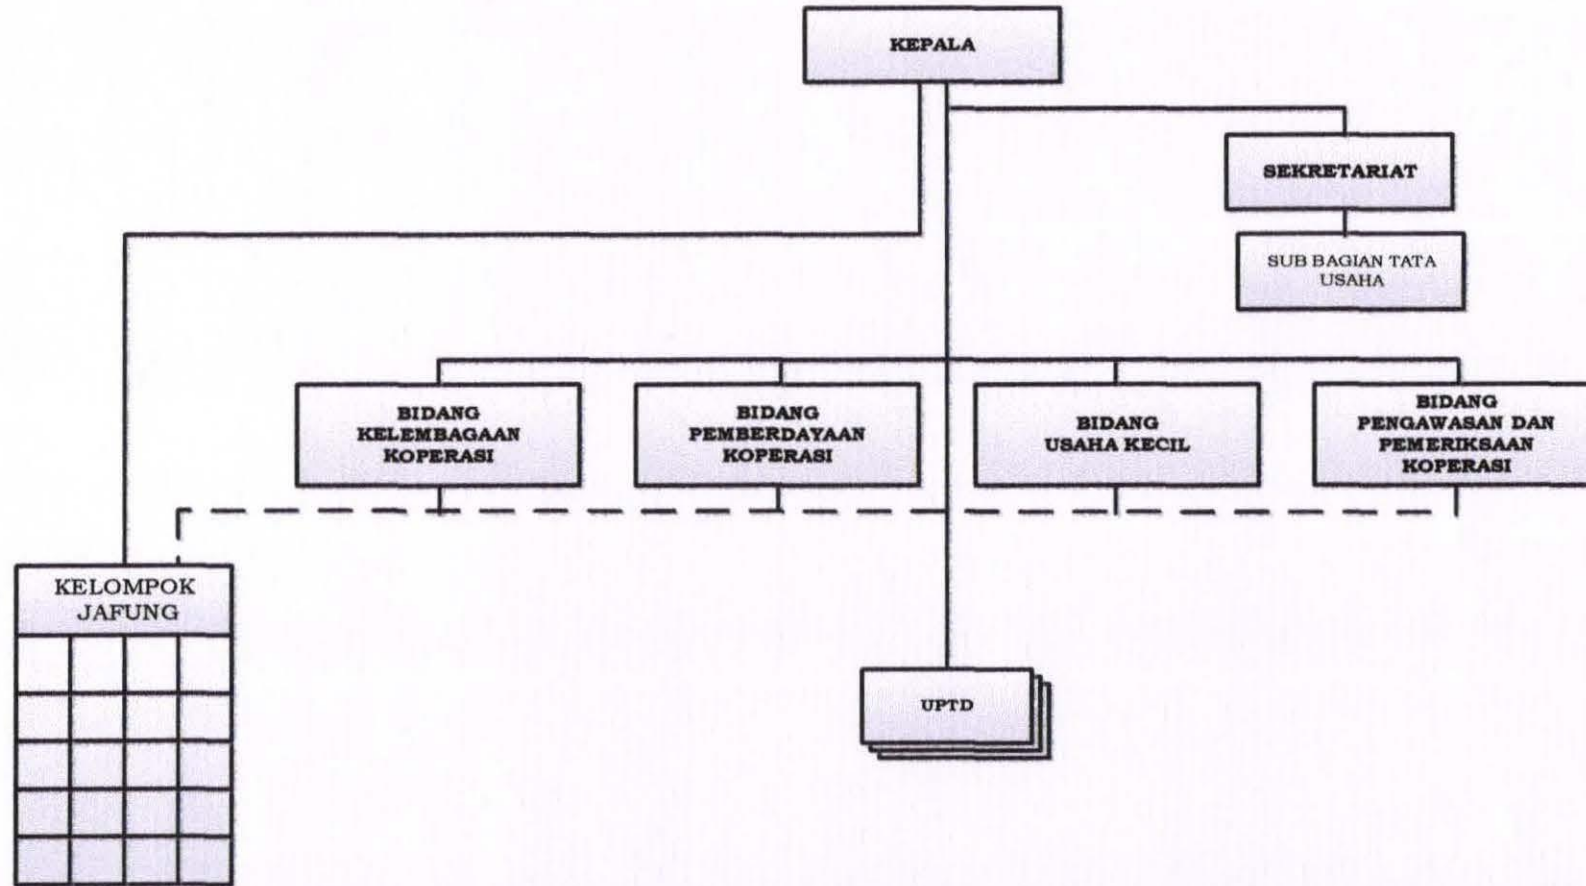 KEPALA
SEKRETARIAT
SUB BAGIAN TATA
USAHA
BIDANG
KELEMBAGAAN
KOPERASI
BIDANG
PEMBERDAYAAN
KOPERASI
BIDANG
USAHA KECIL
BIDANG
PENGAWASAN DAN
PEMERIKSAAN
KOPERASI
KELOMPOK
JAFUNG
UPTD